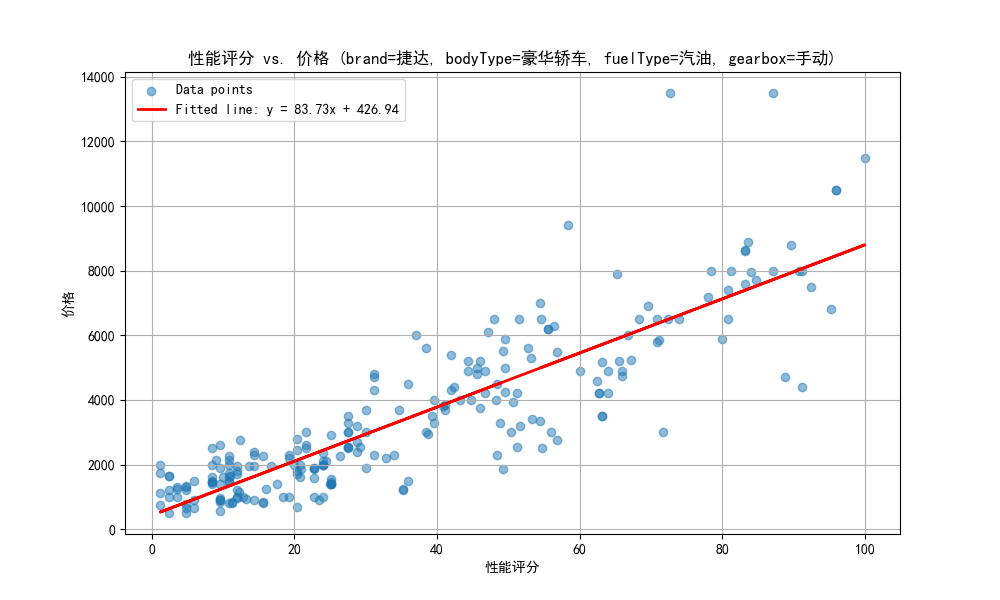 性能评分 vs. 价格 (brand=捷达, bodyType=豪华轿车, fuelType=汽油, gearbox=手动)
Data points
Fitted line: y = 83.73x + 426.94
14000
12000
10000
8000
6000
4000
2000
0
价格
0 20 40 60 80 100
性能评分